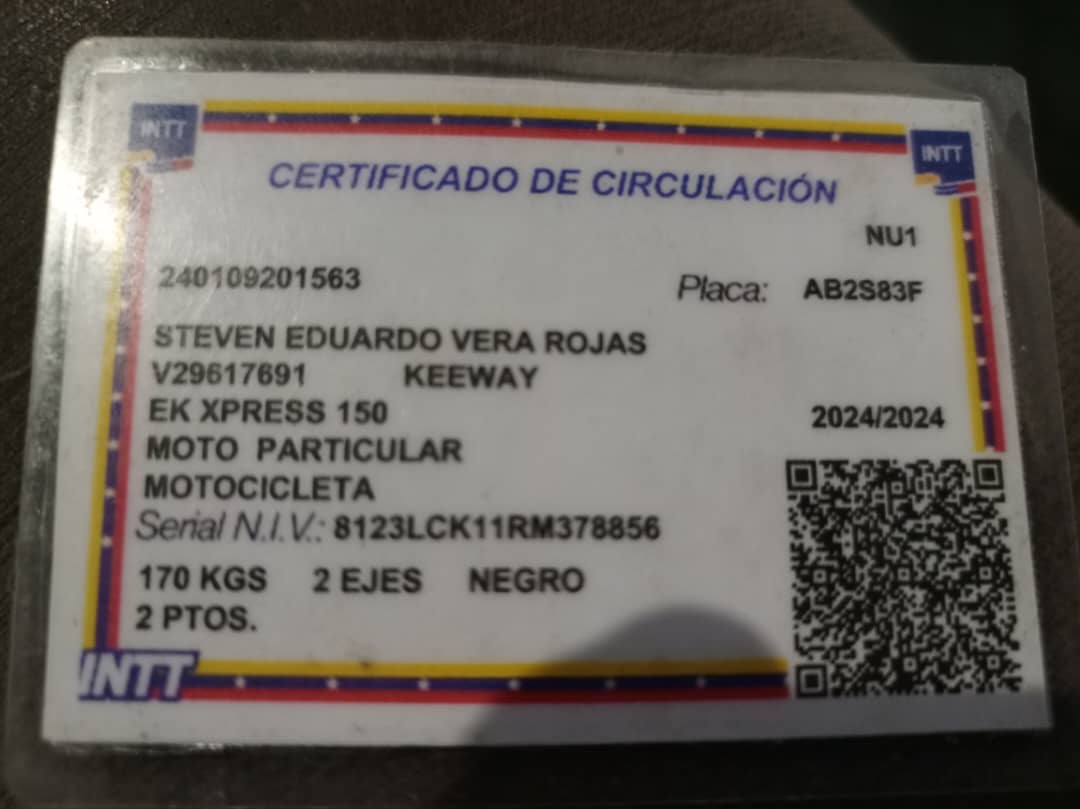 INTT
INTT
CERTIFICADO DE CIRCULACIÓN
NU1
240109201563 Placa: AB2S83F
STEVEN EDUARDO VERA ROJAS
V29617691 KEEWAY
EK XPRESS 150 2024/2024
MOTO PARTICULAR
MOTOCICLETA
Serial N.I.V.: 8123LCK11RM378856
170 KGS 2 EJES NEGRO
2 PTOS.
INTT